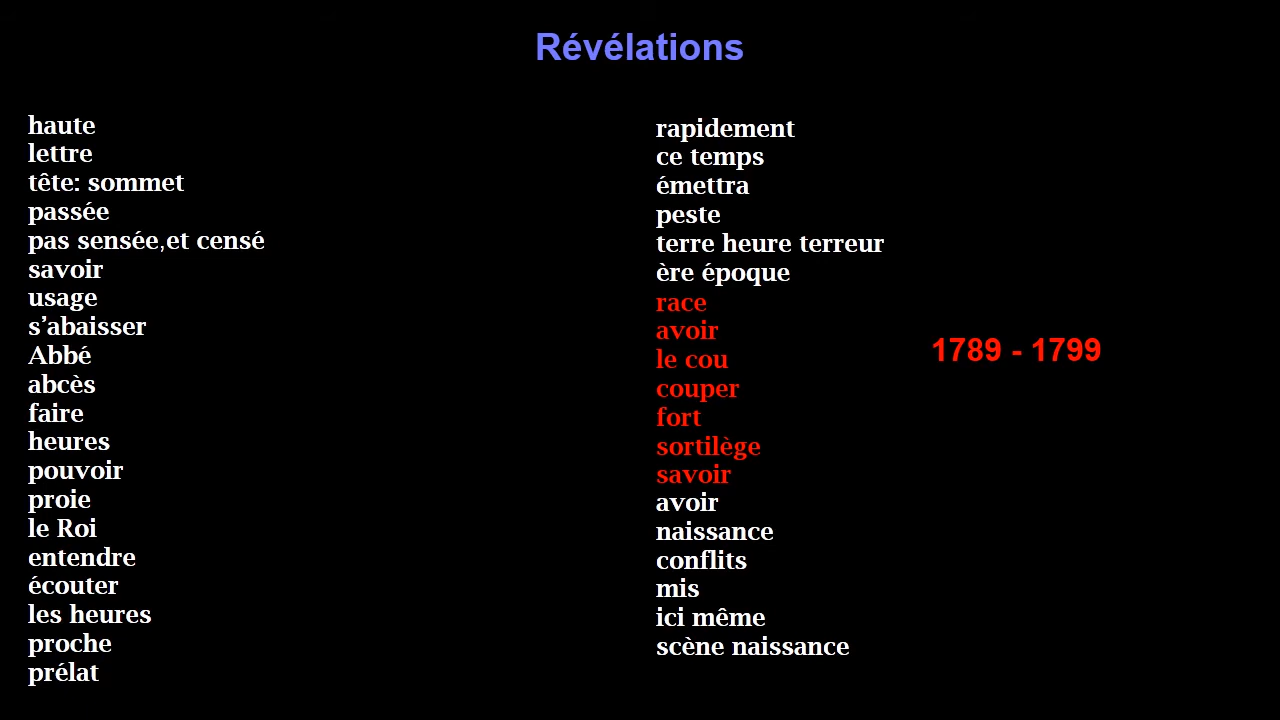 Révélations
haute
lettre
tête: sommet
passée
pas sensée,et censé
savoir
usage
s’abaisser
Abbé
abcès
faire
heures
pouvoir
proie
le Roi
entendre
écouter
les heures
proche
prélat
rapidement
ce temps
émettra
peste
terre heure terreur
ère époque
race
avoir
le cou
couper
fort
sortilège
savoir
avoir
naissance
conflits
mis
ici même
scène naissance
1789 - 1799